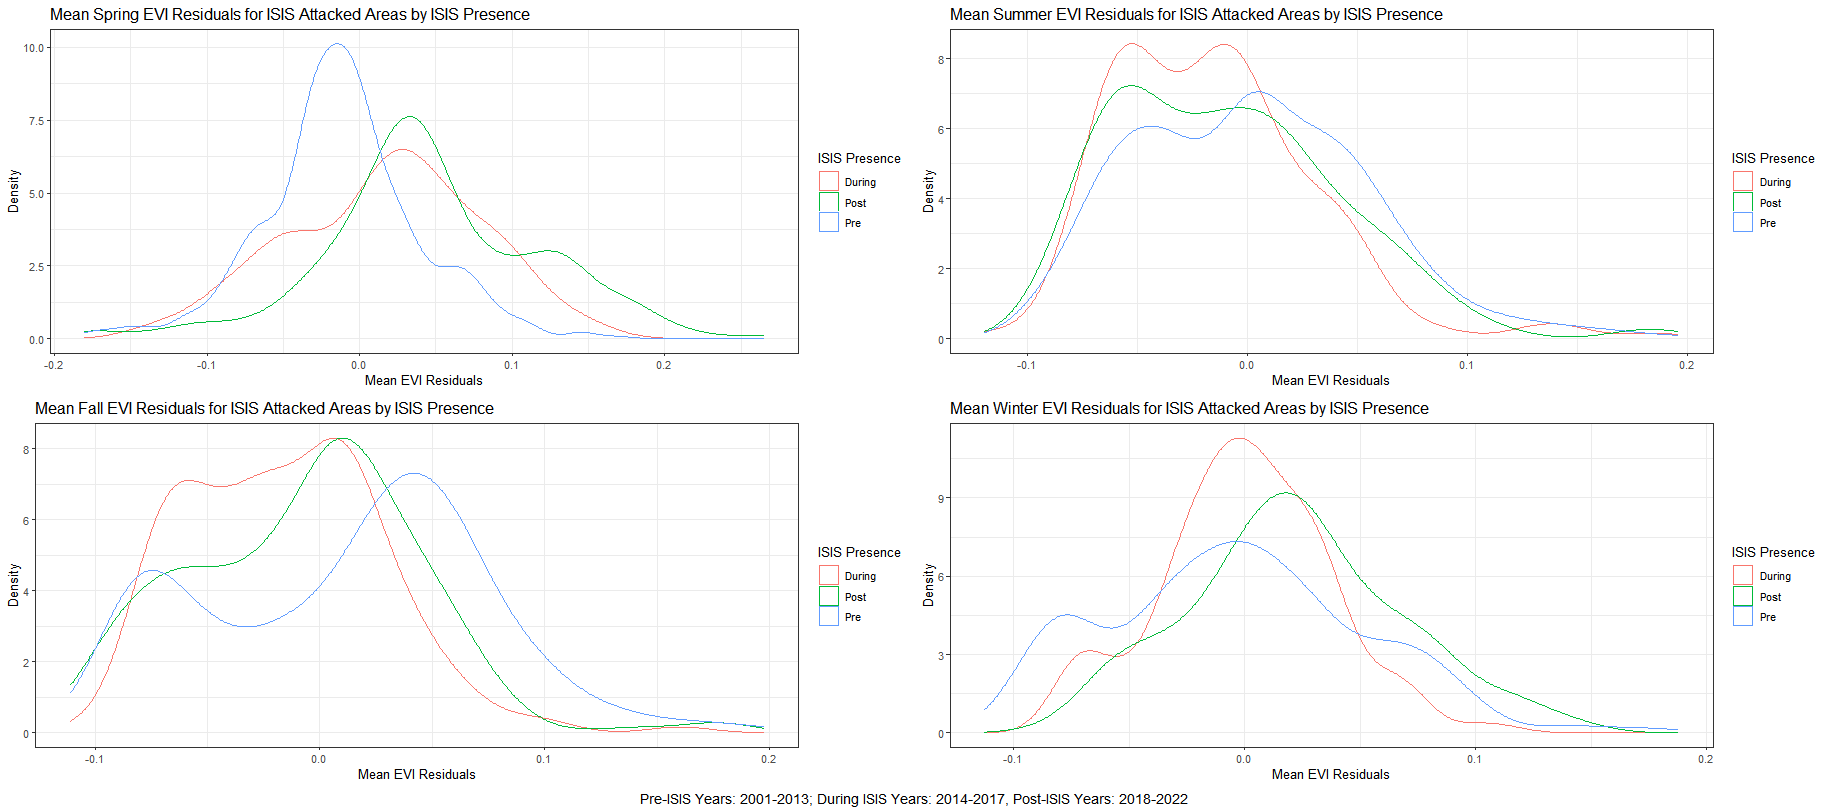 Mean Spring EVI Residuals for ISIS Attacked Areas by ISIS Presence
10.0
7.5
5.0
2.5
0.0
Density
-0.2
-0.1
0.0
0.1
0.2
Mean EVI Residuals
ISIS Presence
During
Post
Pre
Mean Summer EVI Residuals for ISIS Attacked Areas by ISIS Presence
8
6
4
2
0
Density
-0.1
0.0
0.1
0.2
Mean EVI Residuals
ISIS Presence
During
Post
Pre
Mean Fall EVI Residuals for ISIS Attacked Areas by ISIS Presence
8
6
4
2
0
Density
-0.1
0.0
0.1
0.2
Mean EVI Residuals
ISIS Presence
During
Post
Pre
Mean Winter EVI Residuals for ISIS Attacked Areas by ISIS Presence
9
6
3
0
Density
-0.1
0.0
0.1
0.2
Mean EVI Residuals
ISIS Presence
During
Post
Pre
Pre-ISIS Years: 2001-2013; During ISIS Years: 2014-2017, Post-ISIS Years: 2018-2022